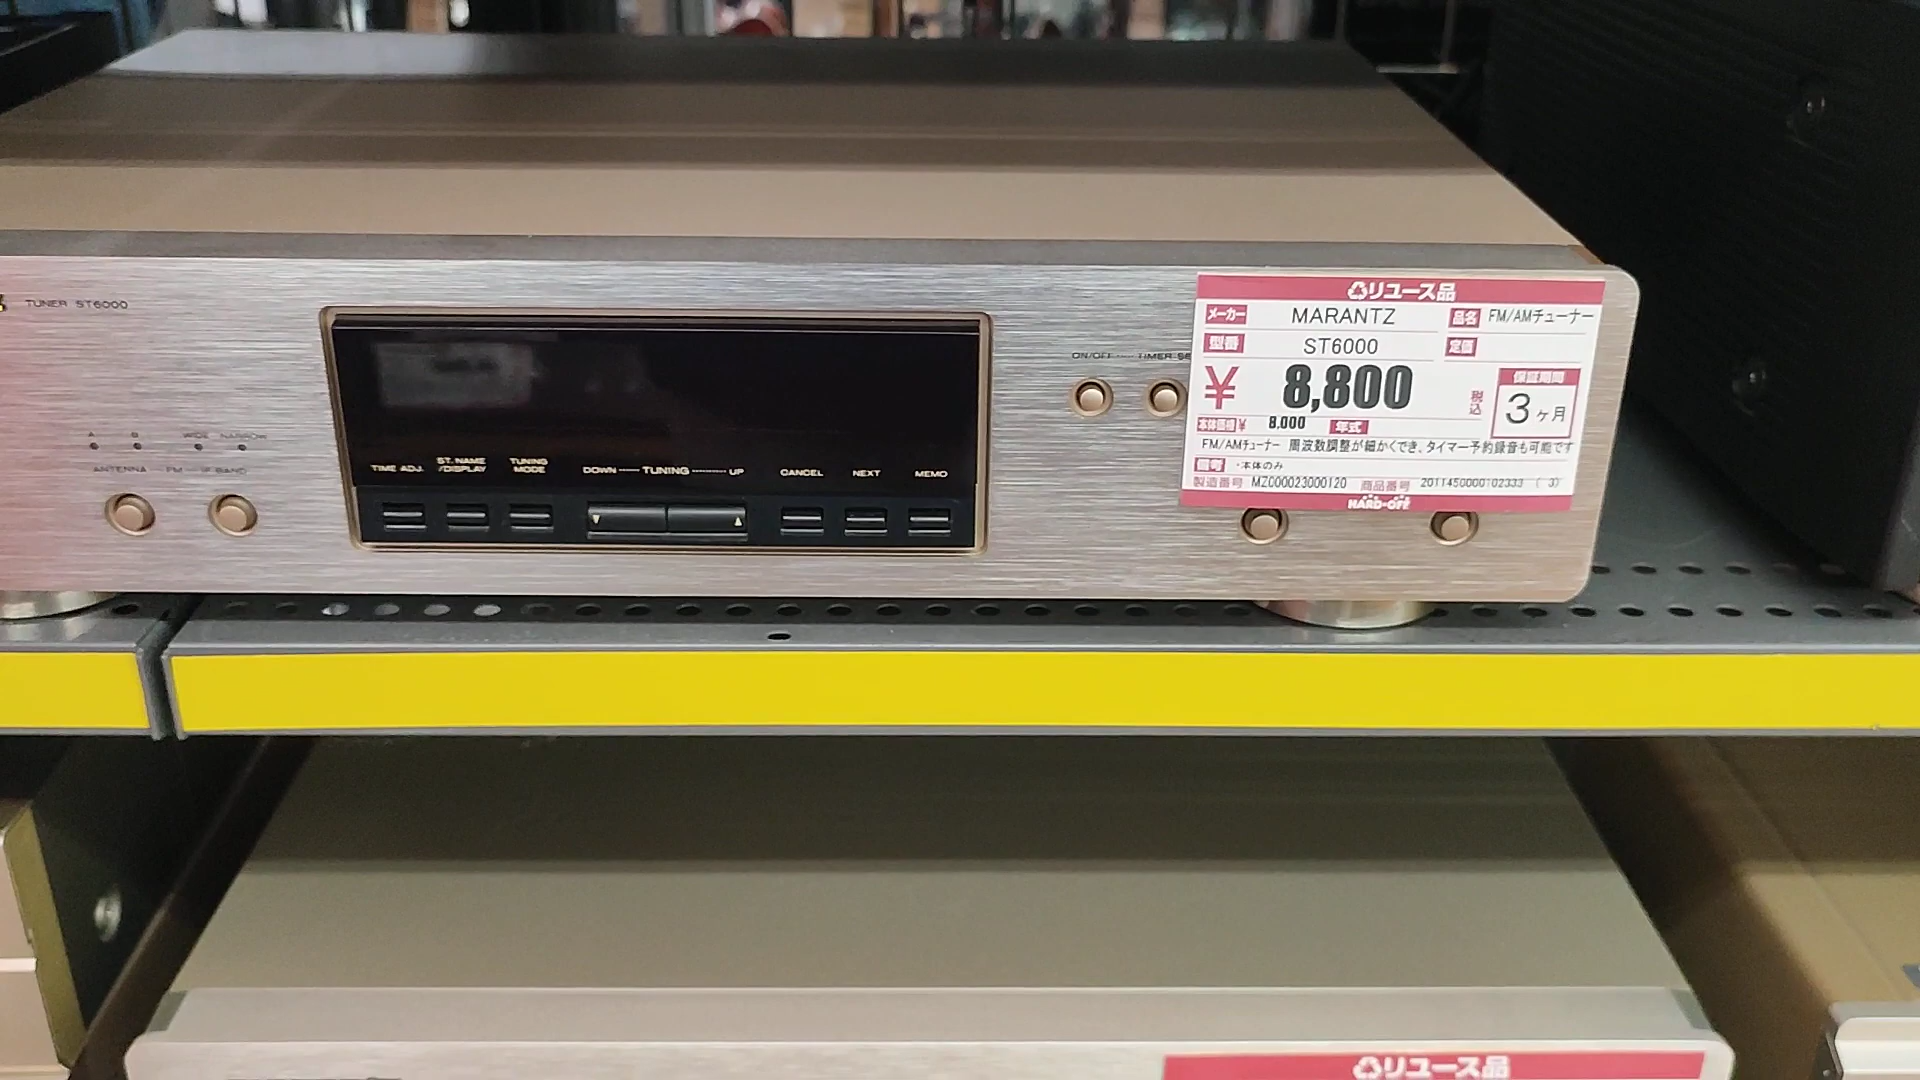 TUNER ST6000
A B WIDE NARROW
ANTENNA FM IF BAND
TIME ADJ. ST. NAME /DISPLAY TUNING MODE DOWN TUNING UP CANCEL NEXT MEMO
ON/OFF TIMER
リユース品
メーカー MARANTZ 品名 FM/AMチューナー
型番 ST6000 定価
¥ 8,800 税込 保証期間 3ヶ月
本体価格¥ 8,000 年式
FM/AMチューナー 周波数調整が細かくでき、タイマー予約録音も可能です
備考 ・本体のみ
製造番号 MZ000023000120 商品番号 2011450000102333 ( 3)
HARD-OFF
リユース品